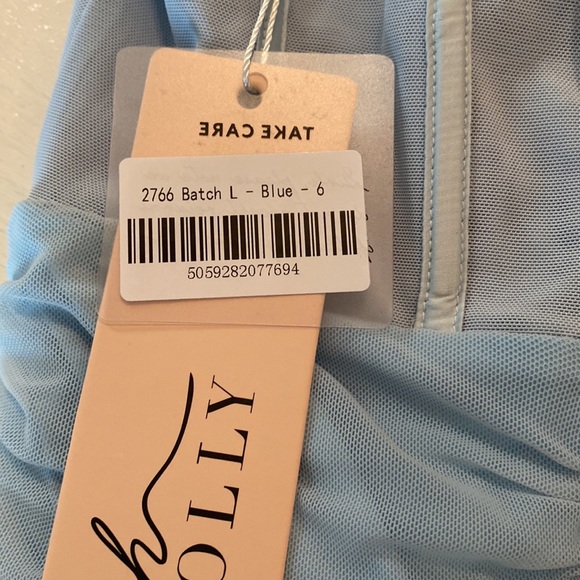 TAKE CARE
2766 Batch L - Blue - 6
5059282077694
h
OLLY